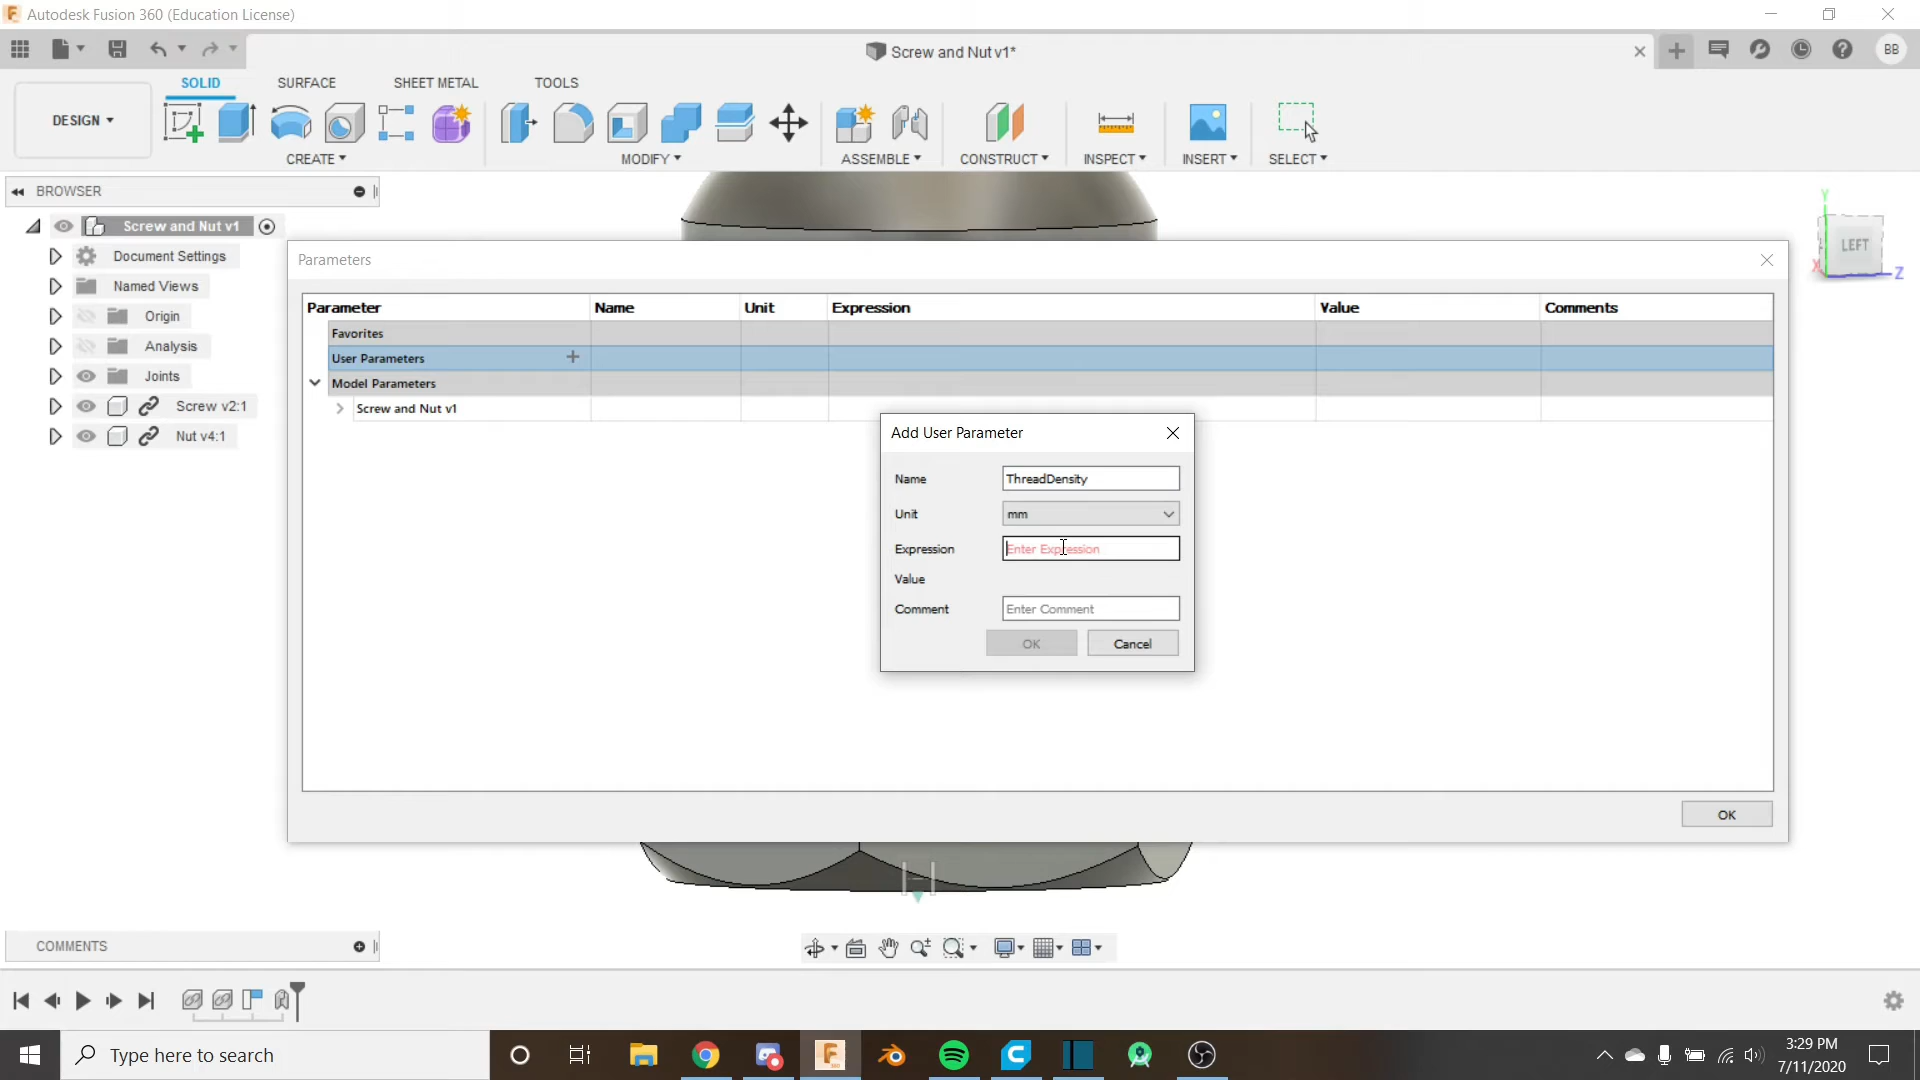 Autodesk Fusion 360 (Education License)
Screw and Nut v1*
BB
DESIGN
SOLID
SURFACE
SHEET METAL
TOOLS
CREATE
MODIFY
ASSEMBLE
CONSTRUCT
INSPECT
INSERT
SELECT
BROWSER
Screw and Nut v1
Document Settings
Named Views
Origin
Analysis
Joints
Screw v2:1
Nut v4:1
Y
LEFT
X
Z
Parameters
Parameter Name Unit Expression Value Comments
Favorites
User Parameters
Model Parameters
Screw and Nut v1
Add User Parameter
Name ThreadDensity
Unit mm
Expression Enter Expression
Value
Comment Enter Comment
OK Cancel
OK
COMMENTS
Type here to search
3:29 PM
7/11/2020